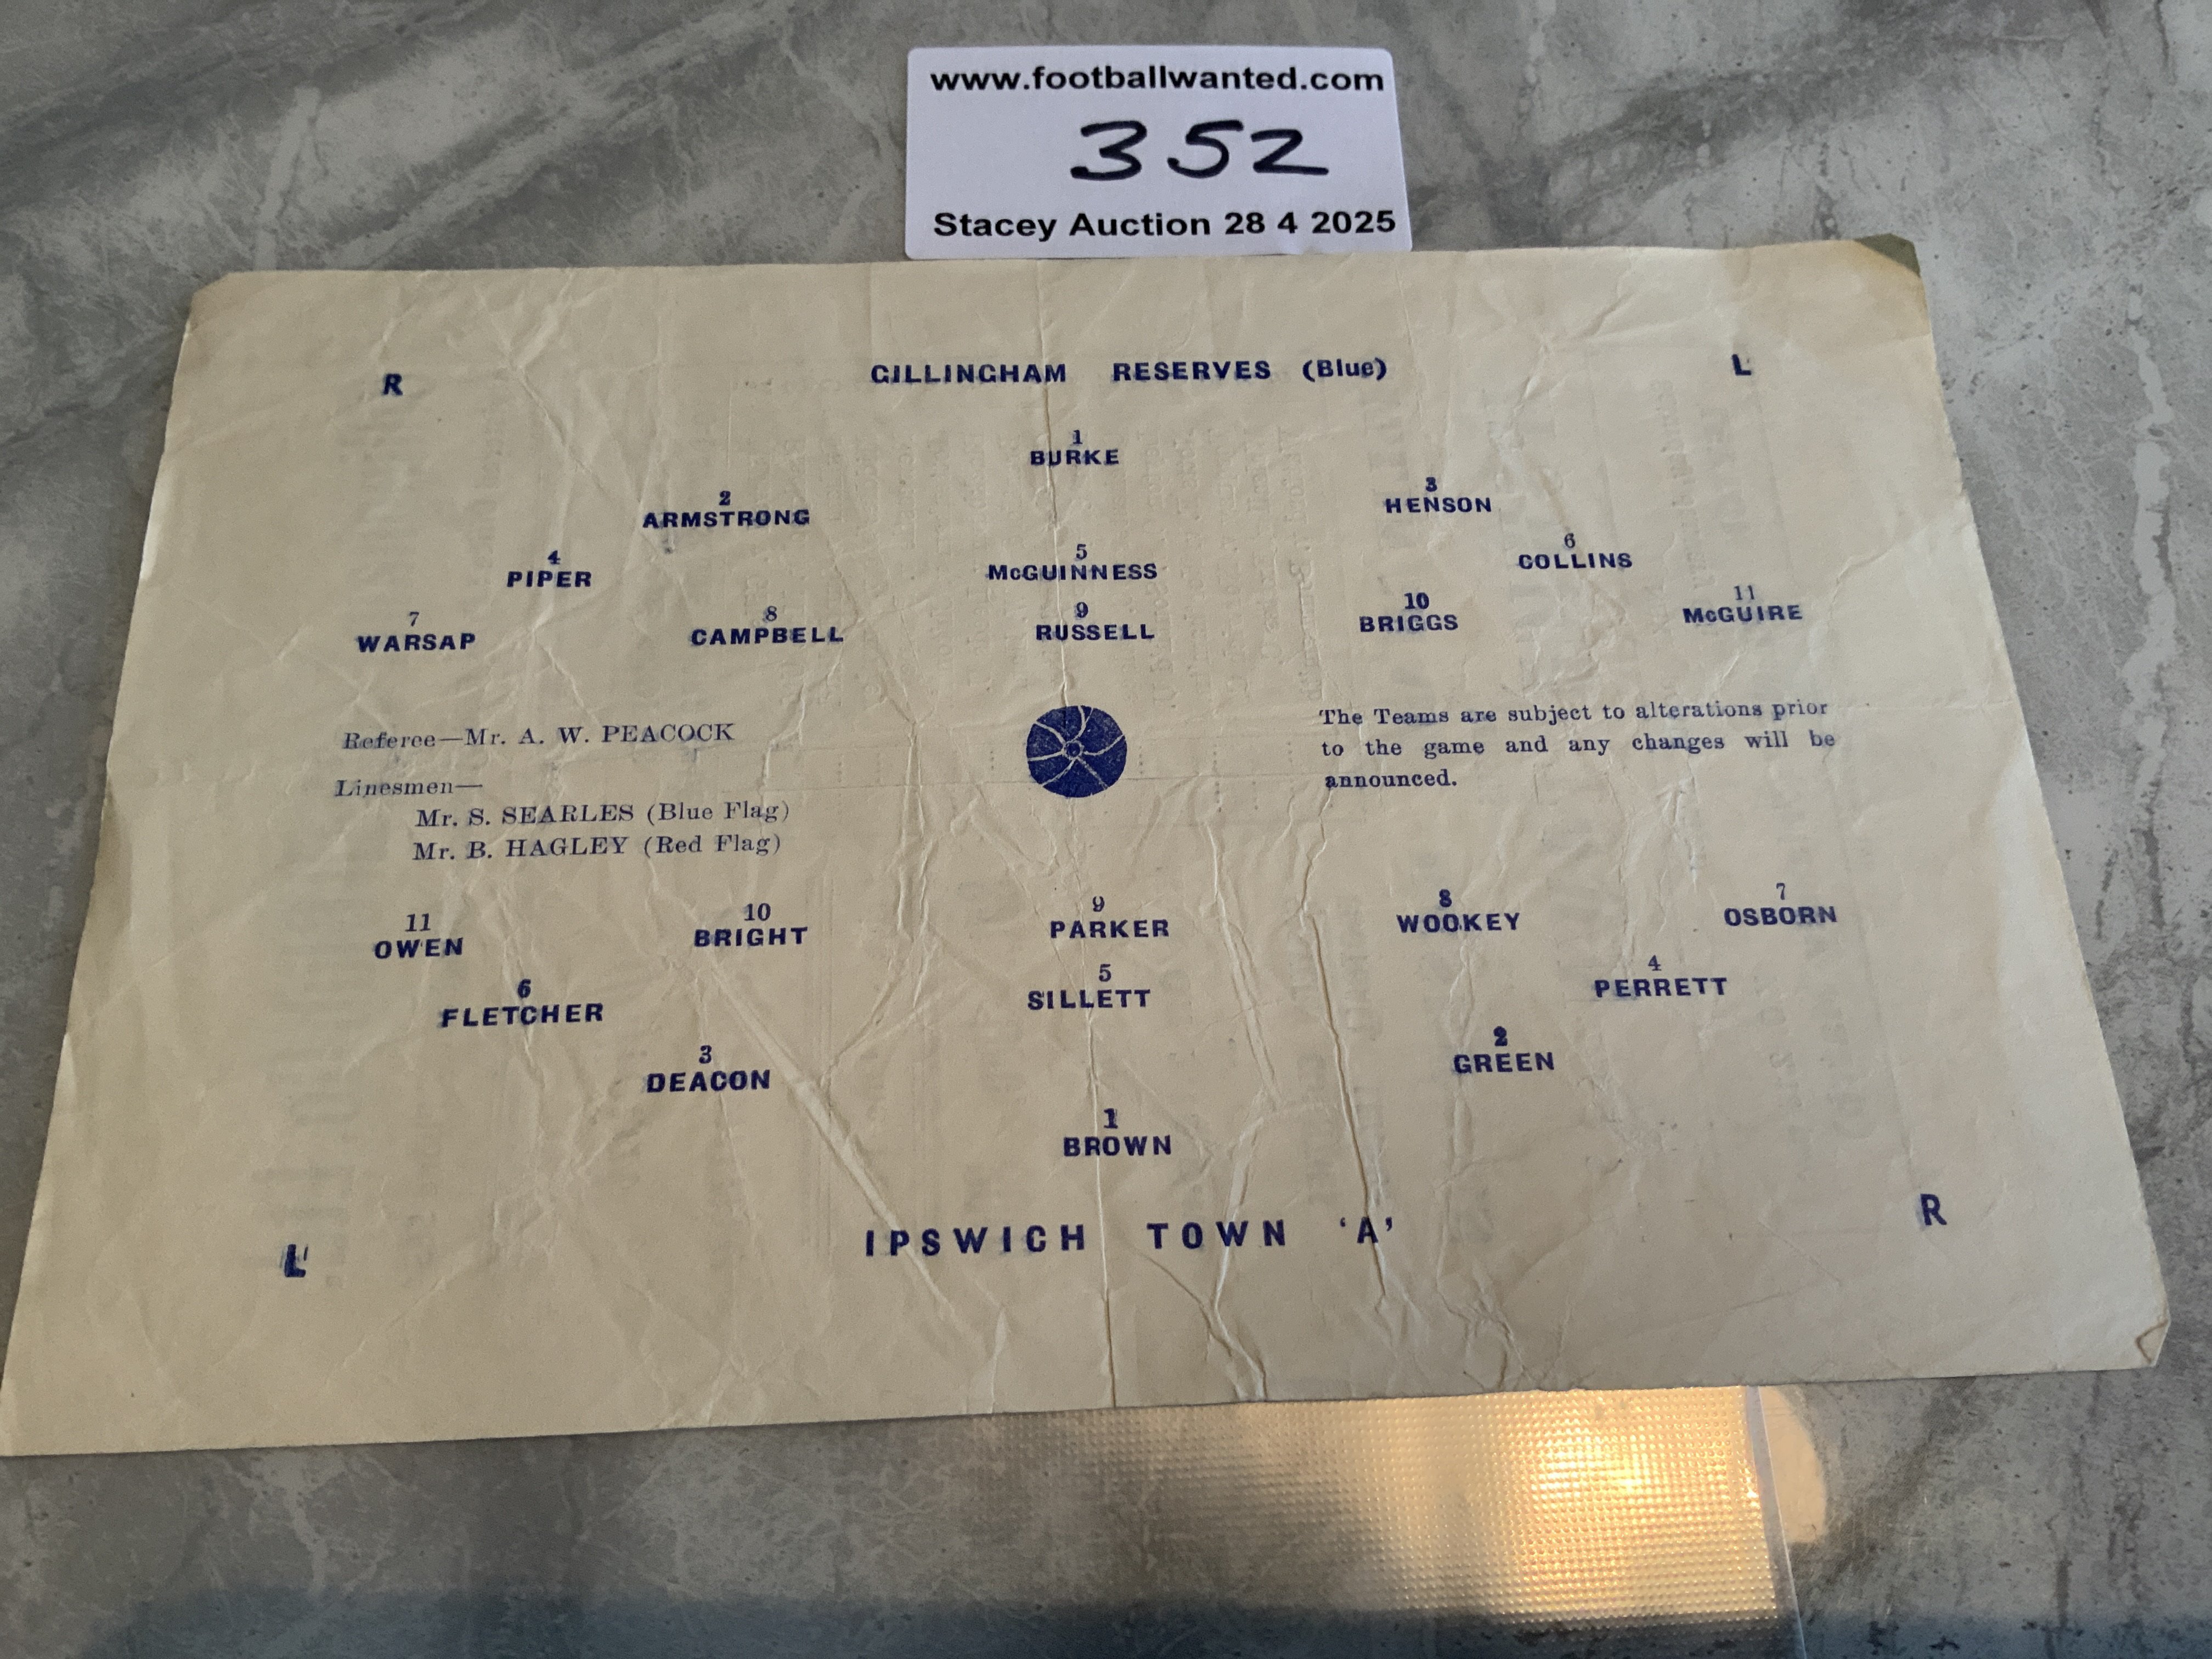 www.footballwanted.com
352
Stacey Auction 28 4 2025
R GILLINGHAM RESERVES (Blue) L
1
BURKE
2 3
ARMSTRONG HENSON
4 5 6
PIPER McGUINNESS COLLINS
7 8 9 10 11
WARSAP CAMPBELL RUSSELL BRIGGS McGUIRE
Referee—Mr. A. W. PEACOCK
Linesmen—
Mr. S. SEARLES (Blue Flag)
Mr. B. HAGLEY (Red Flag)
The Teams are subject to alterations prior
to the game and any changes will be
announced.
11 10 9 8 7
OWEN BRIGHT PARKER WOOKEY OSBORN
6 5 4
FLETCHER SILLETT PERRETT
3 2
DEACON GREEN
1
BROWN
L IPSWICH TOWN 'A' R